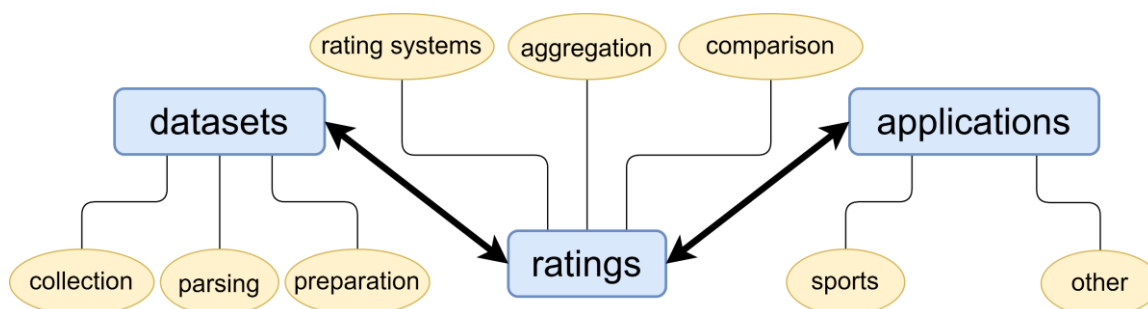 rating systems
aggregation
comparison
datasets
applications
collection
parsing
preparation
ratings
sports
other